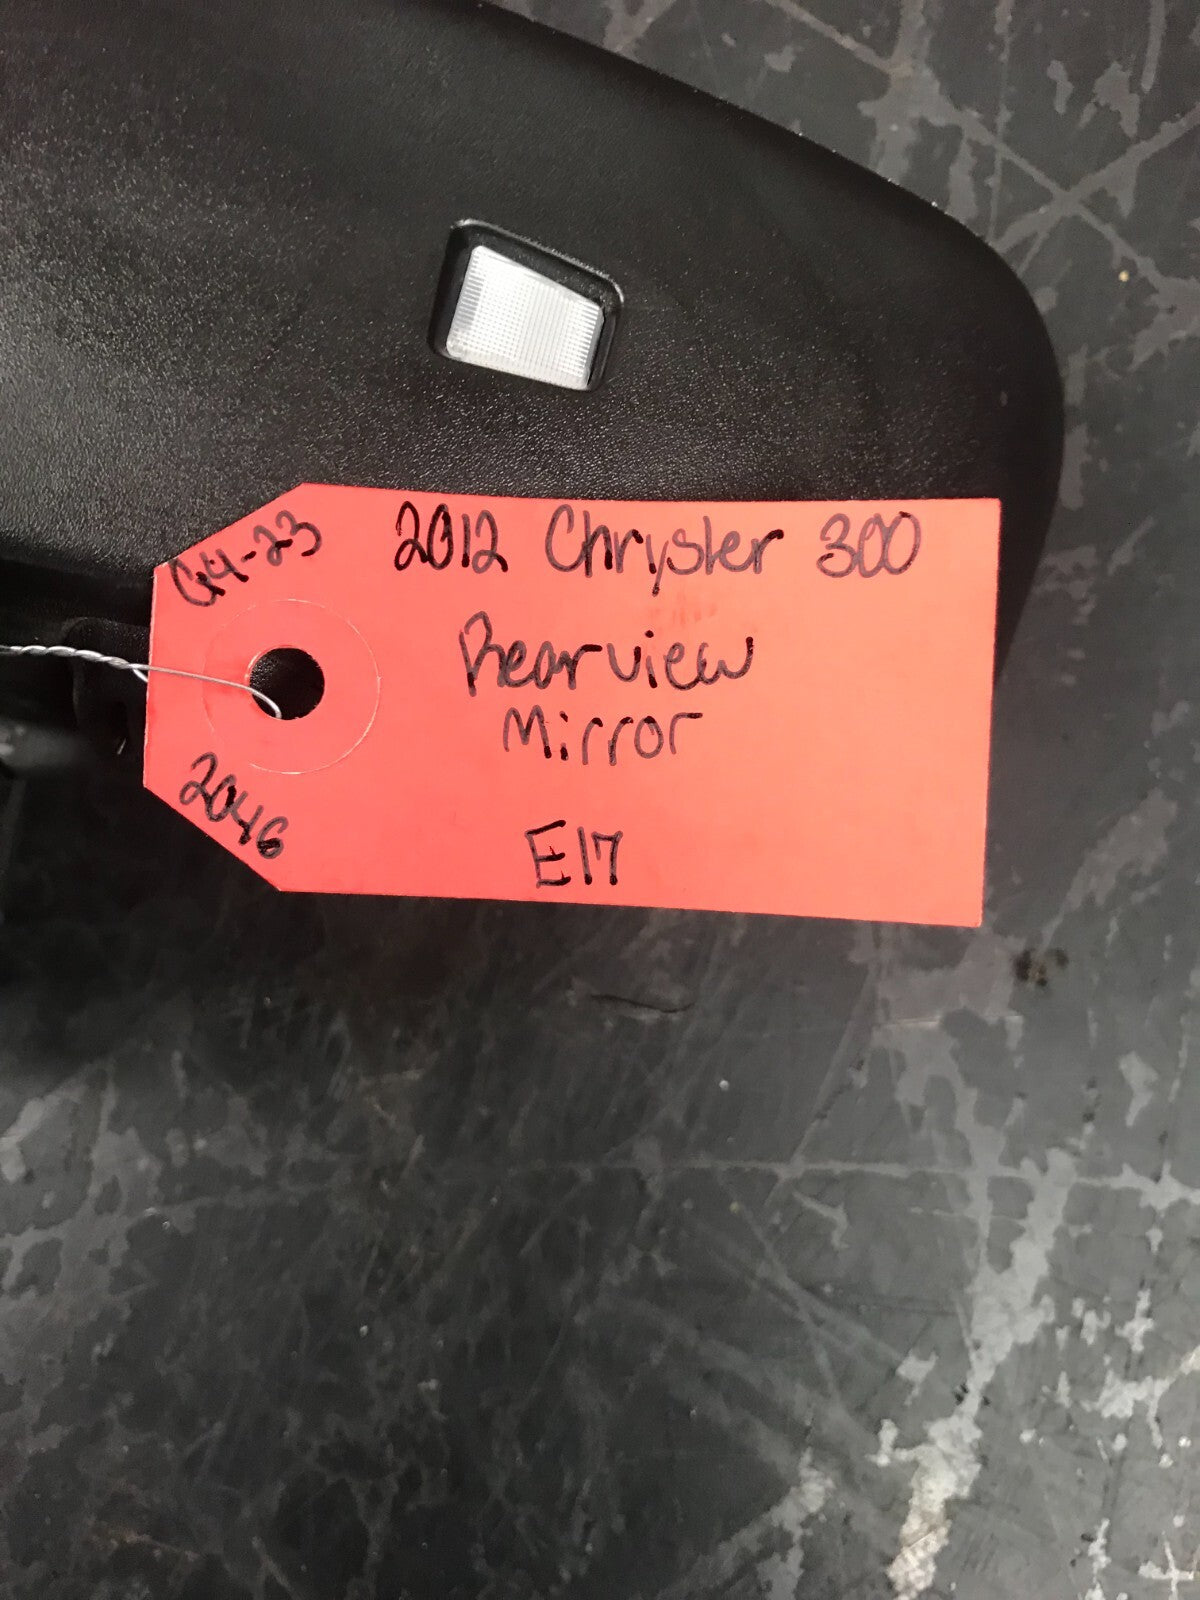 G4-23
2012 Chrysler 300
Rearview
Mirror
2046
E17